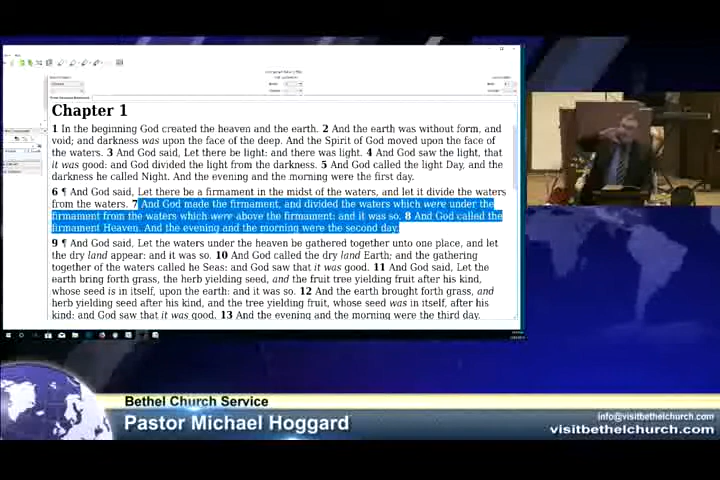 Chapter 1
1 In the beginning God created the heaven and the earth. 2 And the earth was without form, and
void; and darkness was upon the face of the deep. And the Spirit of God moved upon the face of
the waters. 3 And God said, Let there be light: and there was light. 4 And God saw the light, that
it was good: and God divided the light from the darkness. 5 And God called the light Day, and the
darkness he called Night. And the evening and the morning were the first day.
6 ¶ And God said, Let there be a firmament in the midst of the waters, and let it divide the waters
from the waters. 7 And God made the firmament, and divided the waters which were under the
firmament from the waters which were above the firmament: and it was so. 8 And God called the
firmament Heaven. And the evening and the morning were the second day.
9 ¶ And God said, Let the waters under the heaven be gathered together unto one place, and let
the dry land appear: and it was so. 10 And God called the dry land Earth; and the gathering
together of the waters called he Seas: and God saw that it was good. 11 And God said, Let the
earth bring forth grass, the herb yielding seed, and the fruit tree yielding fruit after his kind,
whose seed is in itself, upon the earth: and it was so. 12 And the earth brought forth grass, and
herb yielding seed after his kind, and the tree yielding fruit, whose seed was in itself, after his
kind: and God saw that it was good. 13 And the evening and the morning were the third day.
Bethel Church Service
Pastor Michael Hoggard
info@visitbethelchurch.com
visitbethelchurch.com